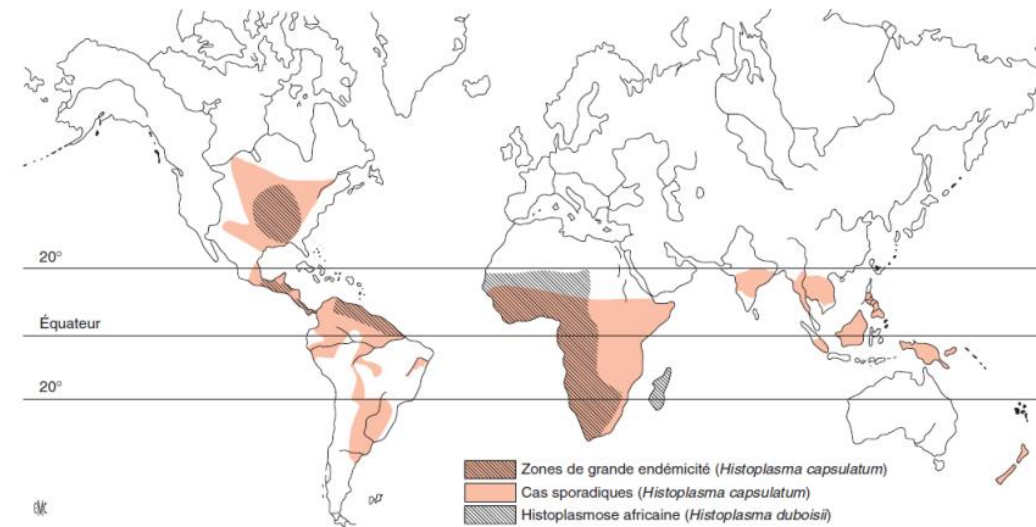 20°
Équateur
20°
Zones de grande endémicité (Histoplasma capsulatum)
Cas sporadiques (Histoplasma capsulatum)
Histoplasmose africaine (Histoplasma duboisii)
EMC